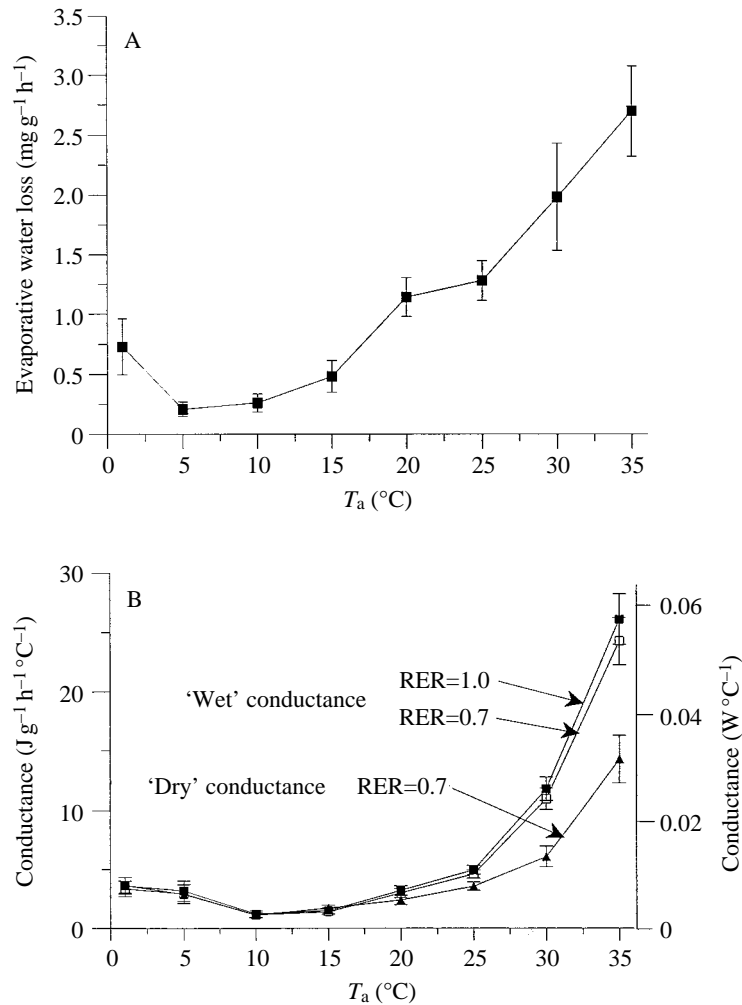 A
Evaporative water loss (mg g⁻¹ h⁻¹)
3.5
3.0
2.5
2.0
1.5
1.0
0.5
0
0 5 10 15 20 25 30 35
Tₐ (°C)
B
Conductance (J g⁻¹ h⁻¹ °C⁻¹)
30
20
10
0
'Wet' conductance
RER=1.0
RER=0.7
'Dry' conductance
RER=0.7
0.06
0.04
0.02
0
Conductance (W °C⁻¹)
0 5 10 15 20 25 30 35
Tₐ (°C)